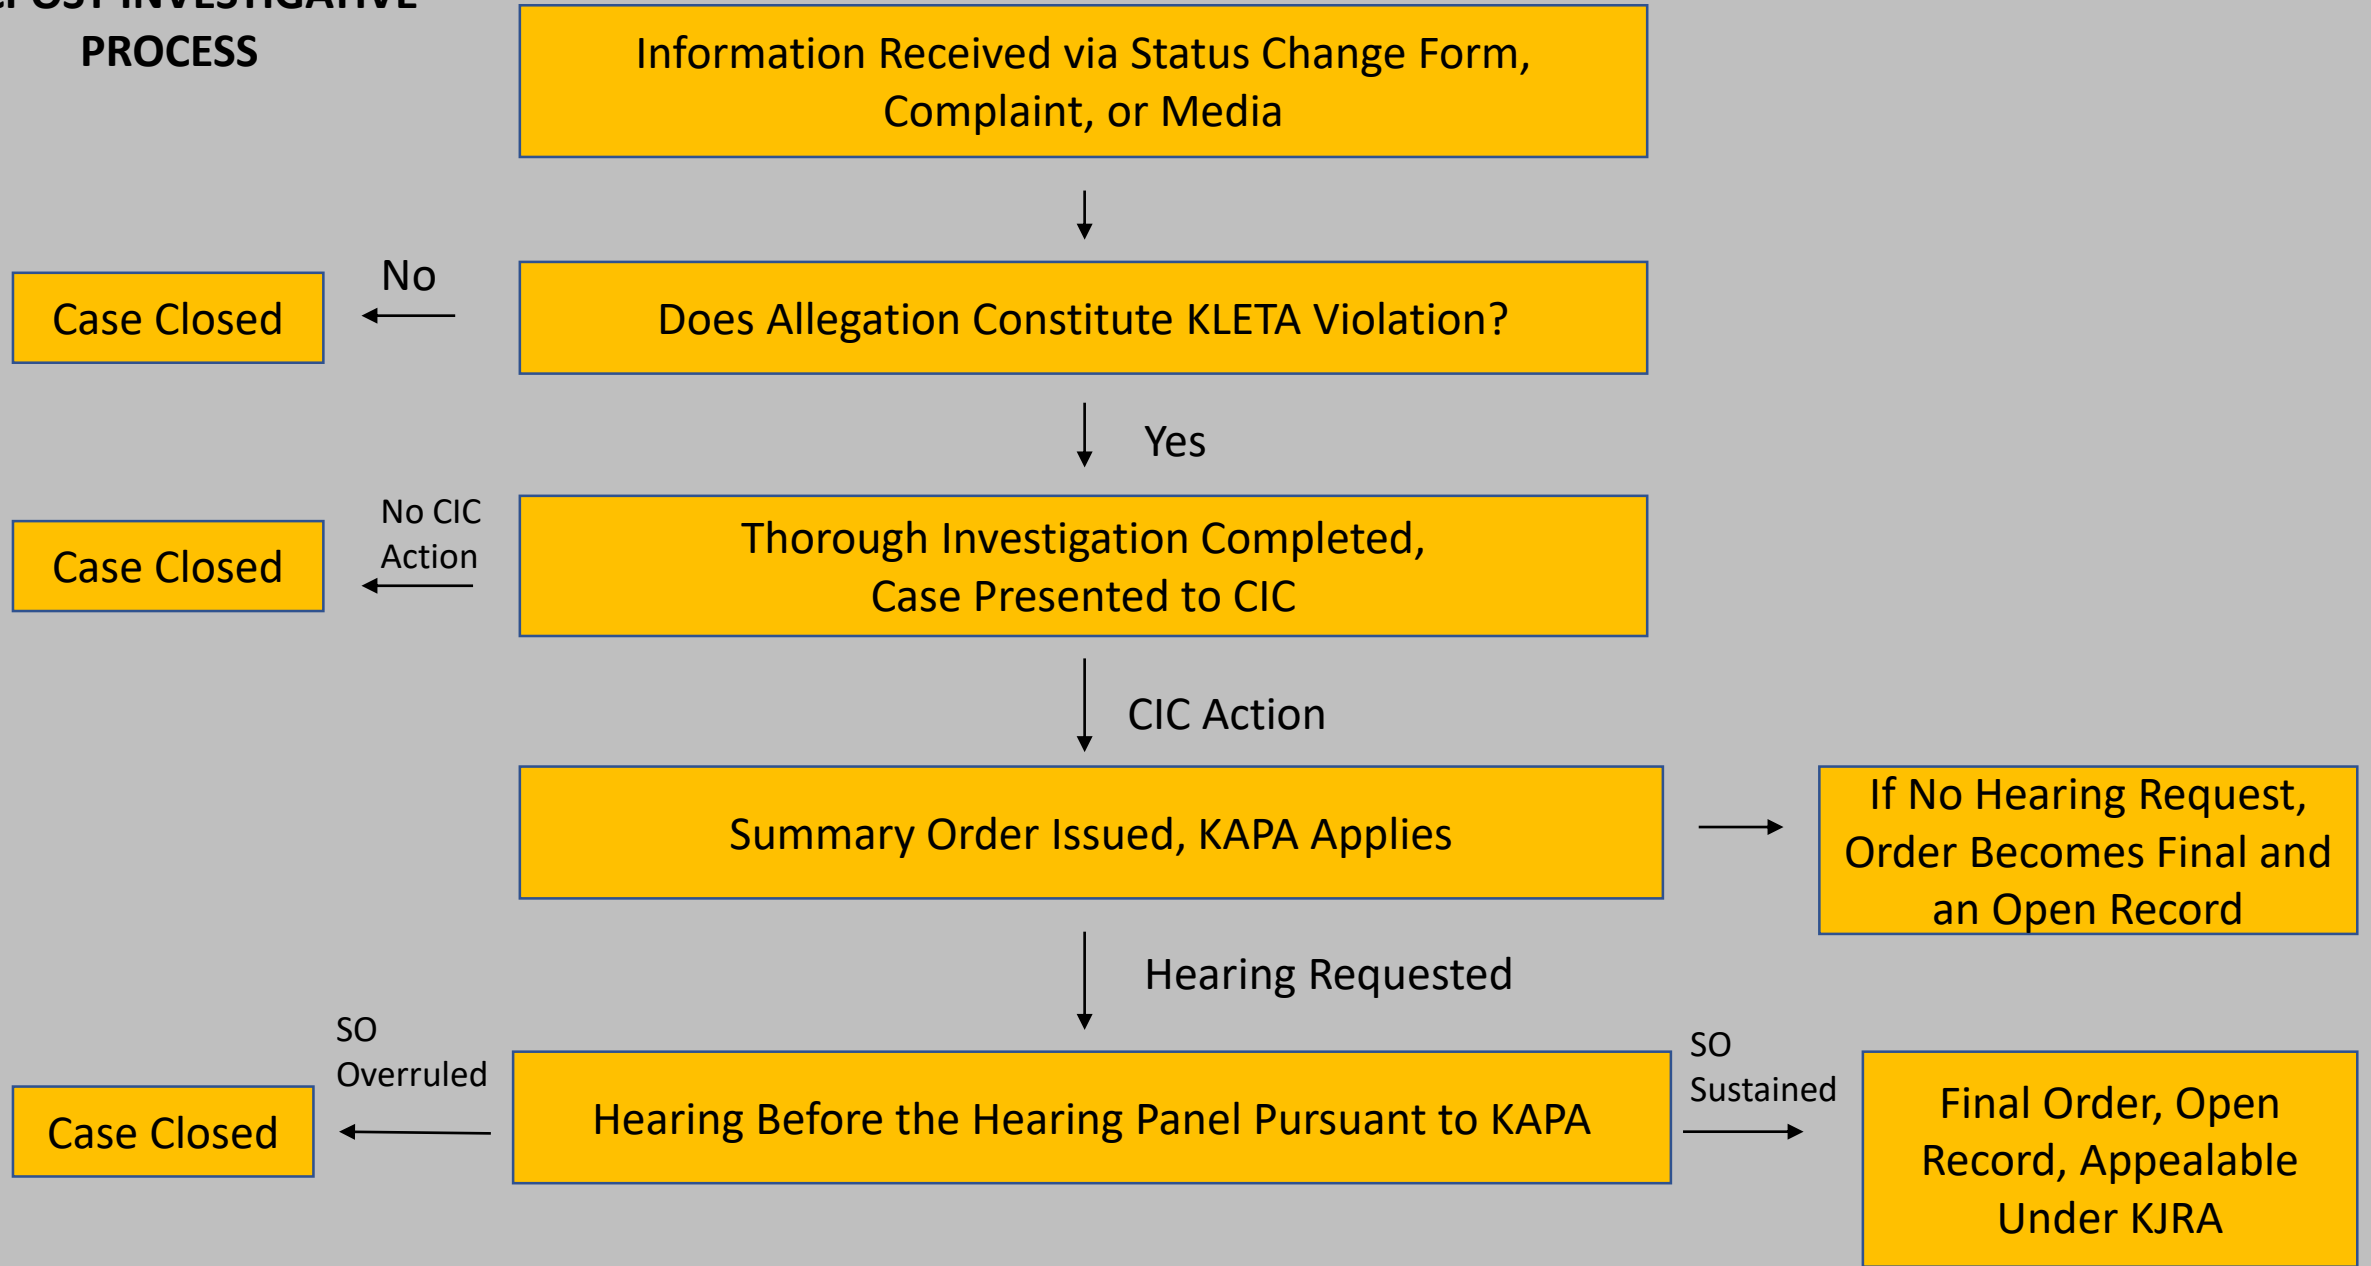 INVESTIGATIVE
PROCESS
Information Received via Status Change Form,
Complaint, or Media
No
Case Closed
Does Allegation Constitute KLETA Violation?
Yes
No CIC
Action
Case Closed
Thorough Investigation Completed,
Case Presented to CIC
CIC Action
Summary Order Issued, KAPA Applies
If No Hearing Request,
Order Becomes Final and
an Open Record
Hearing Requested
SO
Overruled
Case Closed
Hearing Before the Hearing Panel Pursuant to KAPA
SO
Sustained
Final Order, Open
Record, Appealable
Under KJRA